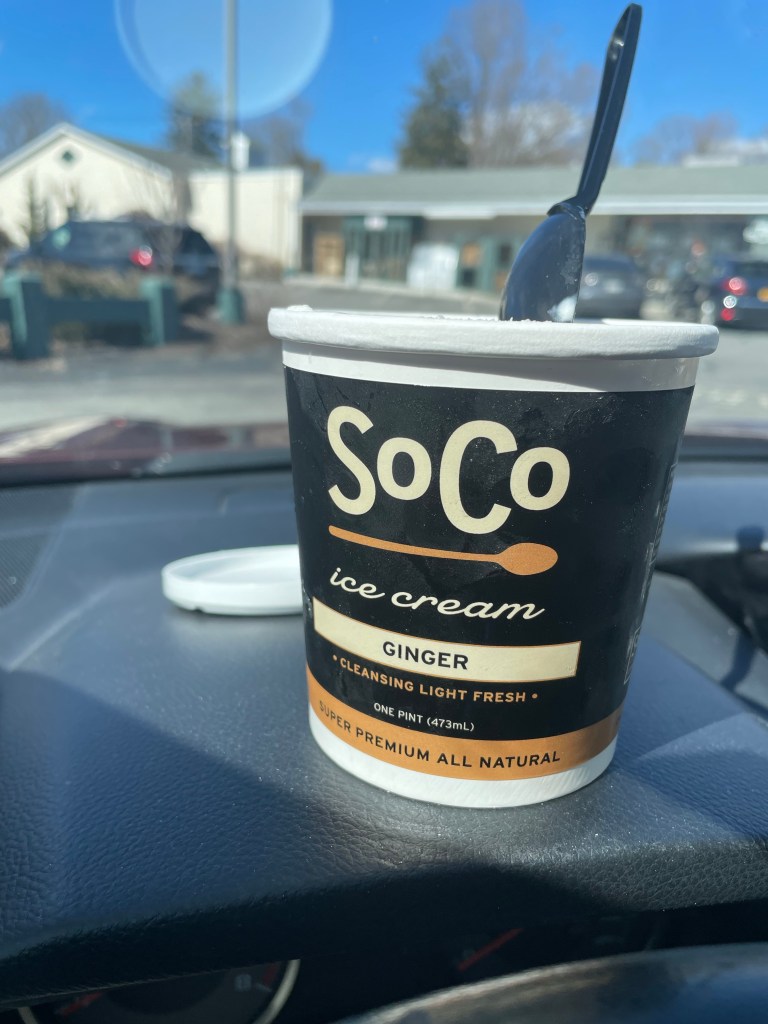 SoCo
ice cream
GINGER
• CLEANSING LIGHT FRESH •
ONE PINT (473mL)
SUPER PREMIUM ALL NATURAL